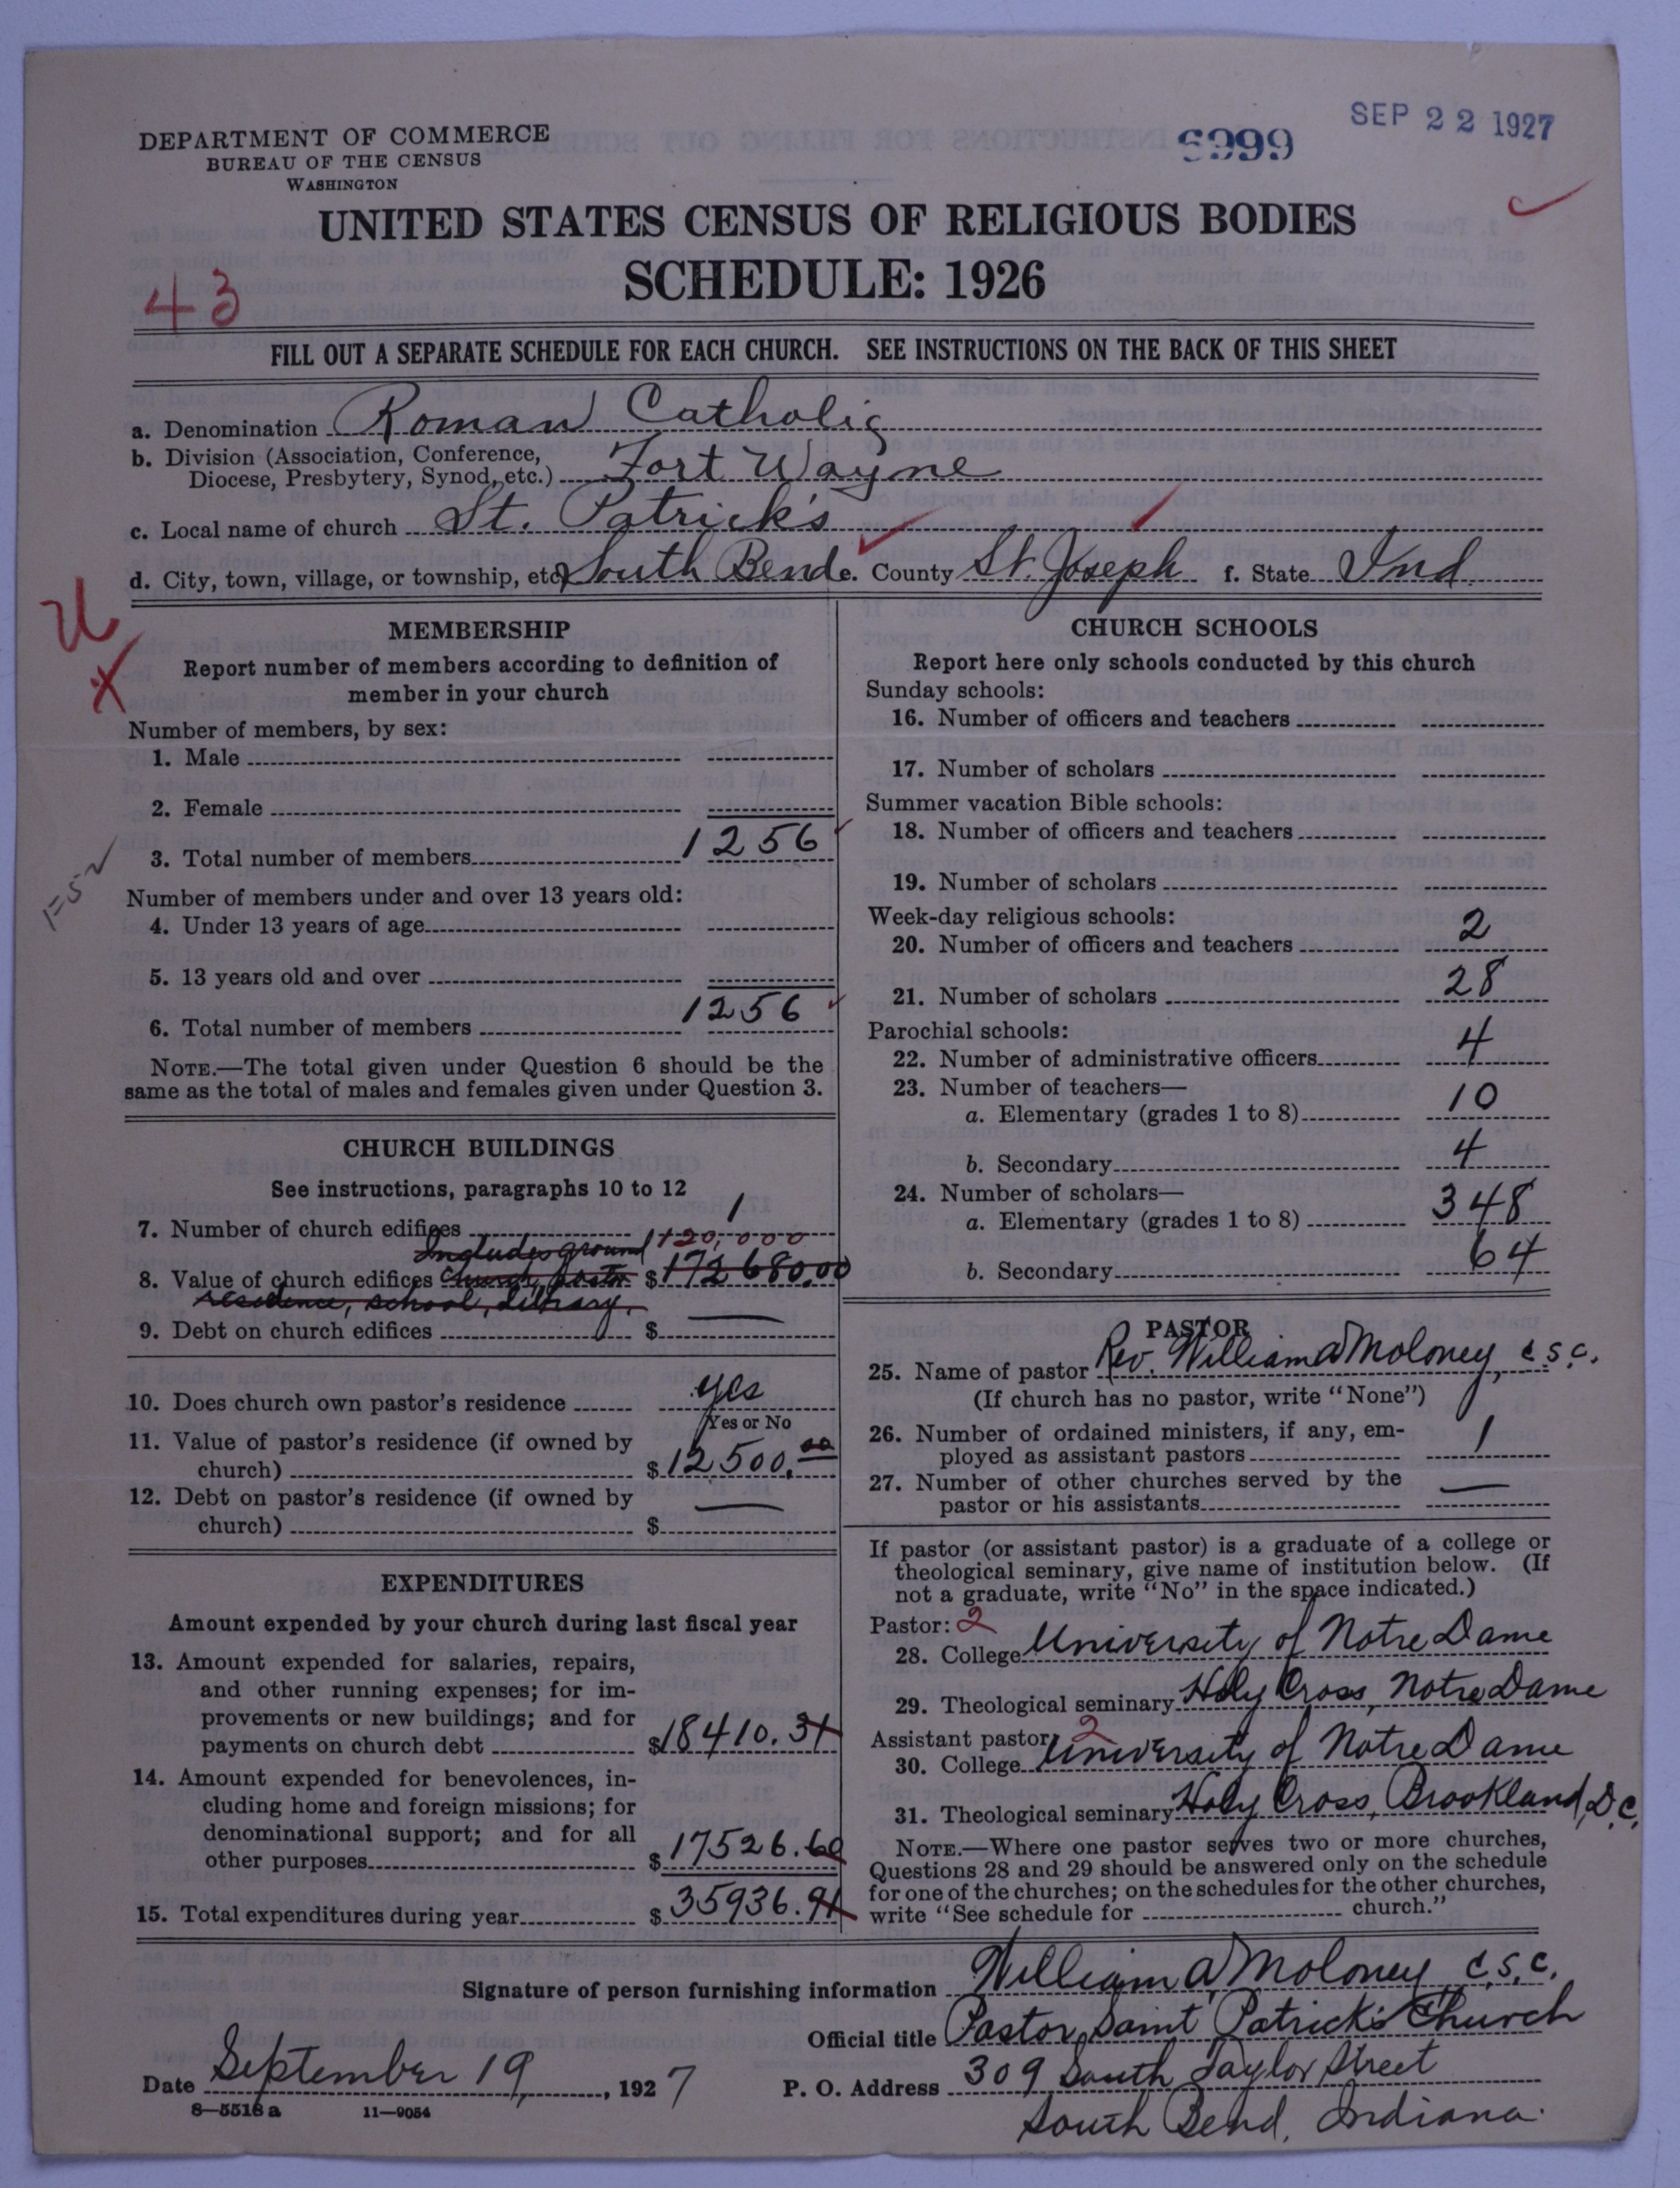 SEP 22 1927
6999
DEPARTMENT OF COMMERCE
BUREAU OF THE CENSUS
WASHINGTON
UNITED STATES CENSUS OF RELIGIOUS BODIES
SCHEDULE: 1926
43
FILL OUT A SEPARATE SCHEDULE FOR EACH CHURCH. SEE INSTRUCTIONS ON THE BACK OF THIS SHEET
a. Denomination Roman Catholic
b. Division (Association, Conference,
Diocese, Presbytery, Synod, etc.) Fort Wayne
c. Local name of church St. Patrick's
d. City, town, village, or township, etc. South Bend e. County St. Joseph f. State Ind.
MEMBERSHIP
Report number of members according to definition of
member in your church
Number of members, by sex:
1. Male
2. Female
3. Total number of members 1256
Number of members under and over 13 years old:
4. Under 13 years of age
5. 13 years old and over
6. Total number of members 1256
NOTE.—The total given under Question 6 should be the
same as the total of males and females given under Question 3.
CHURCH BUILDINGS
See instructions, paragraphs 10 to 12
7. Number of church edifices 1
Includes ground 120,000
8. Value of church edifices church, pastor $172680.00
residence, school, library.
9. Debt on church edifices $ —
10. Does church own pastor's residence yes
Yes or No
11. Value of pastor's residence (if owned by
church) $12,500.00
12. Debt on pastor's residence (if owned by
church) $ —
EXPENDITURES
Amount expended by your church during last fiscal year
13. Amount expended for salaries, repairs,
and other running expenses; for im-
provements or new buildings; and for
payments on church debt $18410.31
14. Amount expended for benevolences, in-
cluding home and foreign missions; for
denominational support; and for all
other purposes $17526.60
15. Total expenditures during year $35936.91
CHURCH SCHOOLS
Report here only schools conducted by this church
Sunday schools:
16. Number of officers and teachers
17. Number of scholars
Summer vacation Bible schools:
18. Number of officers and teachers
19. Number of scholars
Week-day religious schools:
20. Number of officers and teachers 2
21. Number of scholars 28
Parochial schools:
22. Number of administrative officers 4
23. Number of teachers—
a. Elementary (grades 1 to 8) 10
b. Secondary 4
24. Number of scholars—
a. Elementary (grades 1 to 8) 348
b. Secondary 64
PASTOR
25. Name of pastor Rev. William A Moloney, c.s.c.
(If church has no pastor, write "None")
26. Number of ordained ministers, if any, em-
ployed as assistant pastors 1
27. Number of other churches served by the
pastor or his assistants —
If pastor (or assistant pastor) is a graduate of a college or
theological seminary, give name of institution below. (If
not a graduate, write "No" in the space indicated.)
Pastor: 2
28. College University of Notre Dame
29. Theological seminary Holy Cross, Notre Dame
Assistant pastor: 2
30. College University of Notre Dame
31. Theological seminary Holy Cross, Brookland, D.C.
NOTE.—Where one pastor serves two or more churches,
Questions 28 and 29 should be answered only on the schedule
for one of the churches; on the schedules for the other churches,
write "See schedule for church."
Signature of person furnishing information William A Moloney, c.s.c.
Official title Pastor, Saint Patrick's Church
Date September 19, 1927 P. O. Address 309 South Taylor Street
South Bend, Indiana.
8—5518a 11—9054